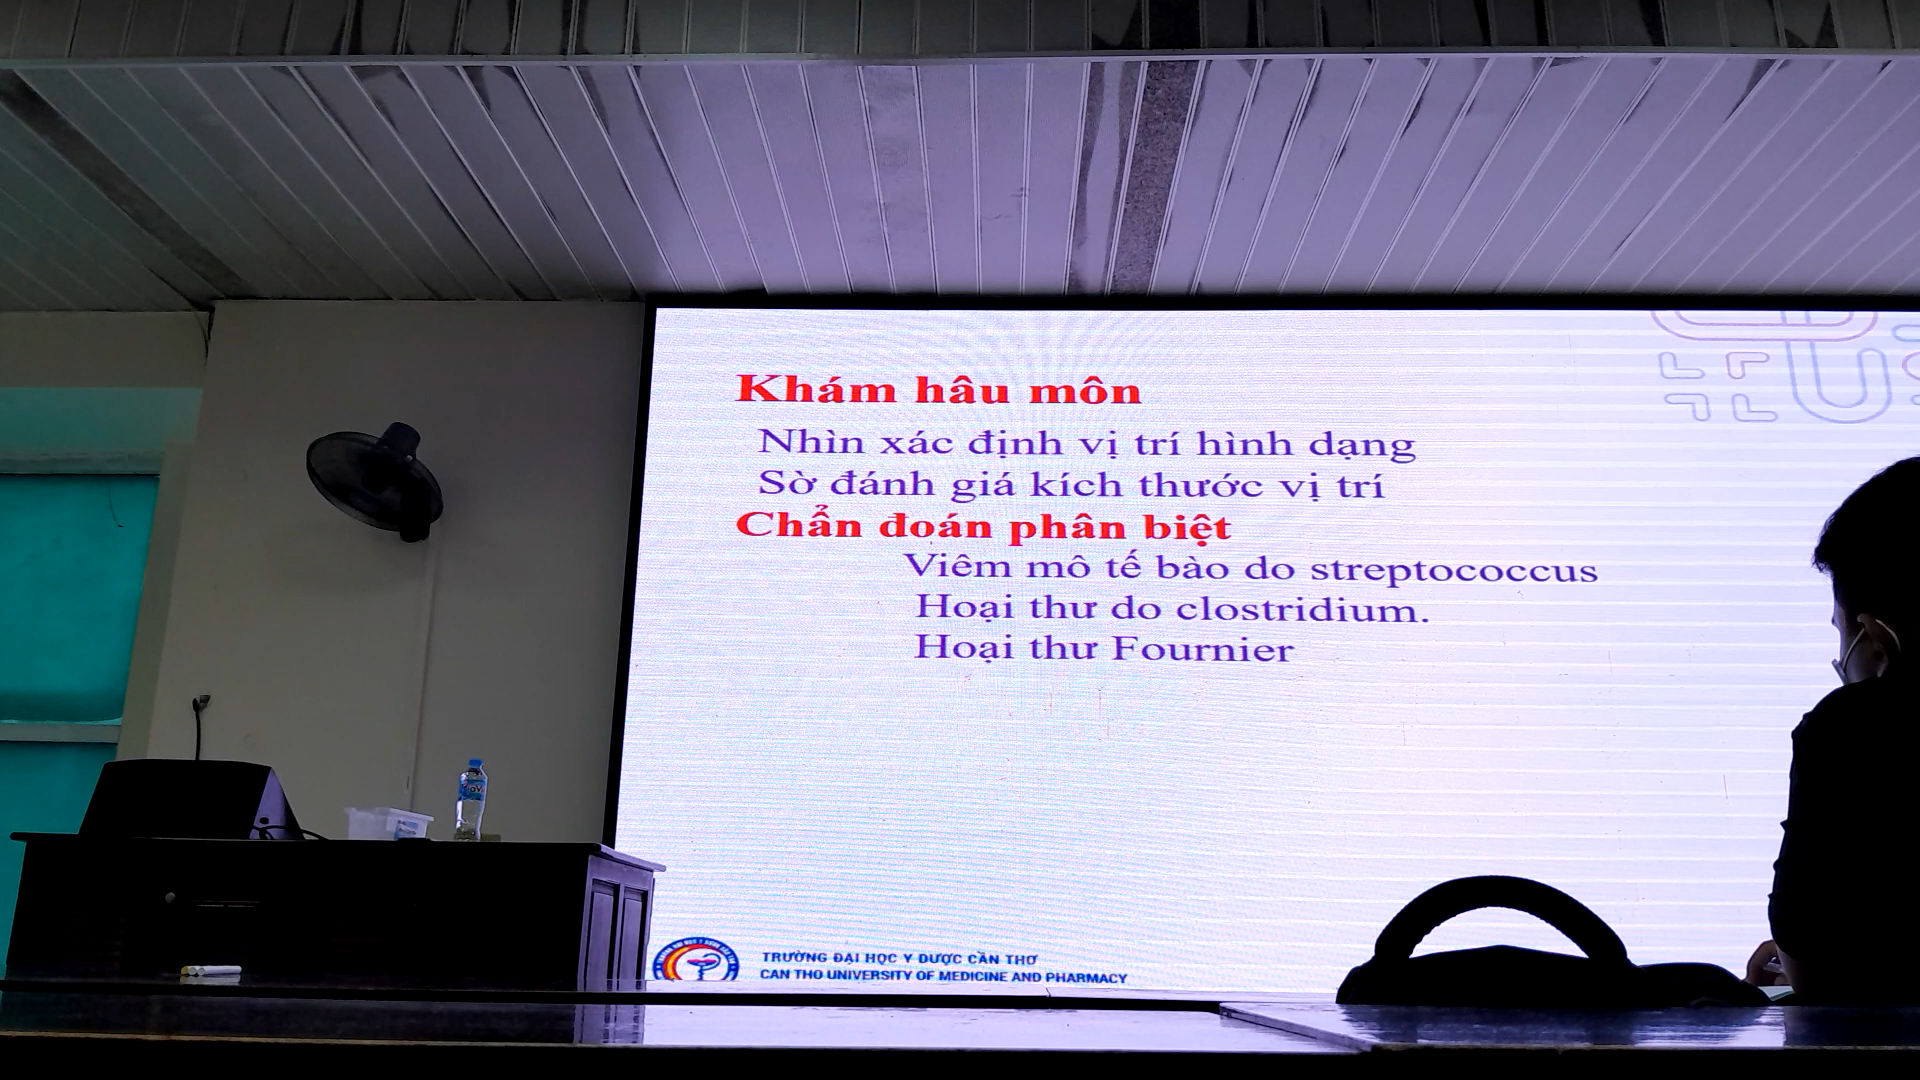 Khám hâu môn
Nhìn xác định vị trí hình dạng
Sờ đánh giá kích thước vị trí
Chẩn đoán phân biệt
Viêm mô tế bào do streptococcus
Hoại thư do clostridium.
Hoại thư Fournier
TRƯỜNG ĐẠI HỌC Y DƯỢC CẦN THƠ
CAN THO UNIVERSITY OF MEDICINE AND PHARMACY